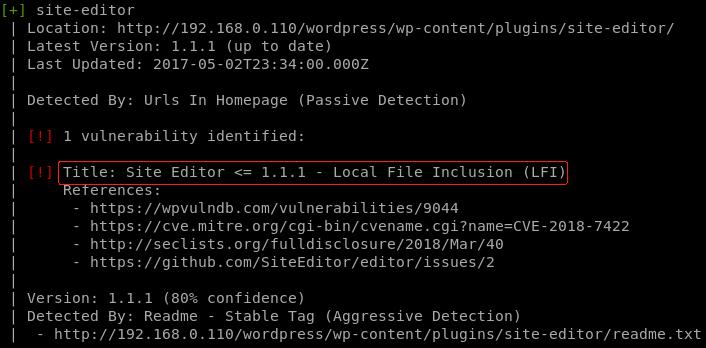 [+] site-editor
| Location: http://192.168.0.110/wordpress/wp-content/plugins/site-editor/
| Latest Version: 1.1.1 (up to date)
| Last Updated: 2017-05-02T23:34:00.000Z
|
| Detected By: Urls In Homepage (Passive Detection)
|
| [!] 1 vulnerability identified:
|
| [!] Title: Site Editor <= 1.1.1 - Local File Inclusion (LFI)
|     References:
|      - https://wpvulndb.com/vulnerabilities/9044
|      - https://cve.mitre.org/cgi-bin/cvename.cgi?name=CVE-2018-7422
|      - http://seclists.org/fulldisclosure/2018/Mar/40
|      - https://github.com/SiteEditor/editor/issues/2
|
| Version: 1.1.1 (80% confidence)
| Detected By: Readme - Stable Tag (Aggressive Detection)
|  - http://192.168.0.110/wordpress/wp-content/plugins/site-editor/readme.txt